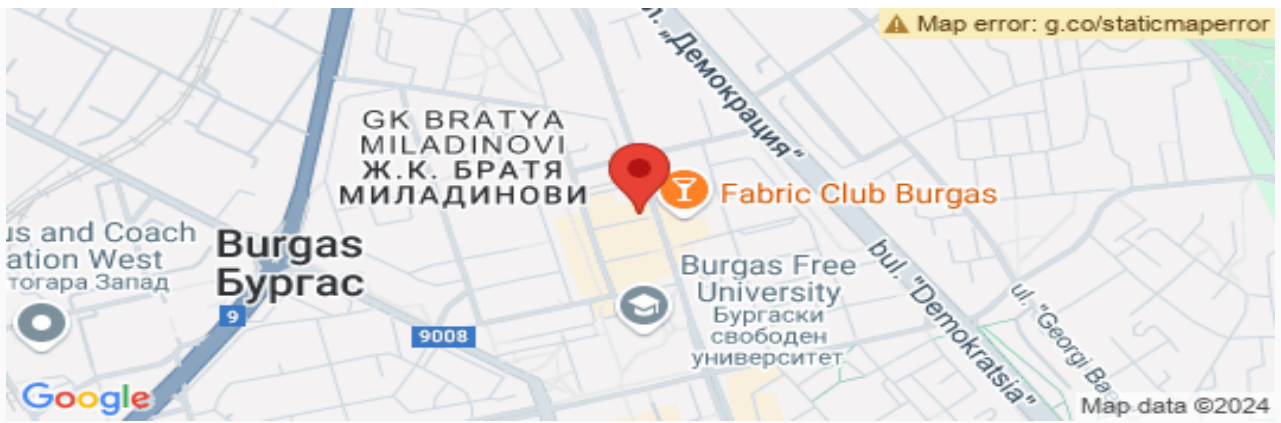 Map error: g.co/staticmaperror
бул. „Демокрация“
GK BRATYA
MILADINOVI
Ж.К. БРАТЯ
МИЛАДИНОВИ
Fabric Club Burgas
us and Coach
ation West
тогара Запад
Burgas
Бургас
9
9008
Burgas Free
University
Бургаски
свободен
университет
bul. "Demokratsia"
ul. "Georgi Ba
Google
Map data ©2024